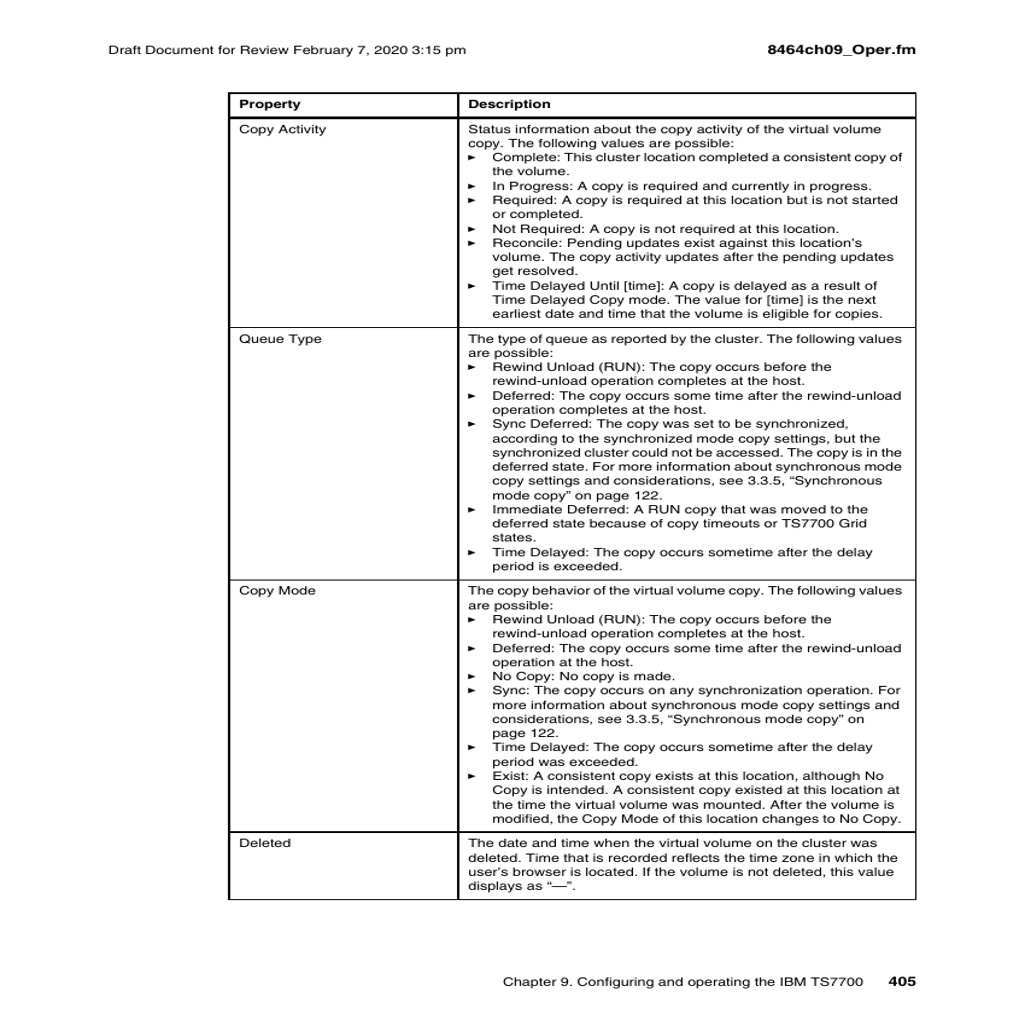 Draft Document for Review February 7, 2020 3:15 pm
8464ch09_Oper.fm
Property
Description
Copy Activity
Status information about the copy activity of the virtual volume
copy. The following values are possible:
► Complete: This cluster location completed a consistent copy of
the volume.
► In Progress: A copy is required and currently in progress.
► Required: A copy is required at this location but is not started
or completed.
► Not Required: A copy is not required at this location.
► Reconcile: Pending updates exist against this location's
volume. The copy activity updates after the pending updates
get resolved.
► Time Delayed Until [time]: A copy is delayed as a result of
Time Delayed Copy mode. The value for [time] is the next
earliest date and time that the volume is eligible for copies.
Queue Type
The type of queue as reported by the cluster. The following values
are possible:
► Rewind Unload (RUN): The copy occurs before the
rewind-unload operation completes at the host.
► Deferred: The copy occurs some time after the rewind-unload
operation completes at the host.
► Sync Deferred: The copy was set to be synchronized,
according to the synchronized mode copy settings, but the
synchronized cluster could not be accessed. The copy is in the
deferred state. For more information about synchronous mode
copy settings and considerations, see 3.3.5, “Synchronous
mode copy” on page 122.
► Immediate Deferred: A RUN copy that was moved to the
deferred state because of copy timeouts or TS7700 Grid
states.
► Time Delayed: The copy occurs sometime after the delay
period is exceeded.
Copy Mode
The copy behavior of the virtual volume copy. The following values
are possible:
► Rewind Unload (RUN): The copy occurs before the
rewind-unload operation completes at the host.
► Deferred: The copy occurs some time after the rewind-unload
operation at the host.
► No Copy: No copy is made.
► Sync: The copy occurs on any synchronization operation. For
more information about synchronous mode copy settings and
considerations, see 3.3.5, “Synchronous mode copy” on
page 122.
► Time Delayed: The copy occurs sometime after the delay
period was exceeded.
► Exist: A consistent copy exists at this location, although No
Copy is intended. A consistent copy existed at this location at
the time the virtual volume was mounted. After the volume is
modified, the Copy Mode of this location changes to No Copy.
Deleted
The date and time when the virtual volume on the cluster was
deleted. Time that is recorded reflects the time zone in which the
user's browser is located. If the volume is not deleted, this value
displays as “—”.
Chapter 9. Configuring and operating the IBM TS7700 405